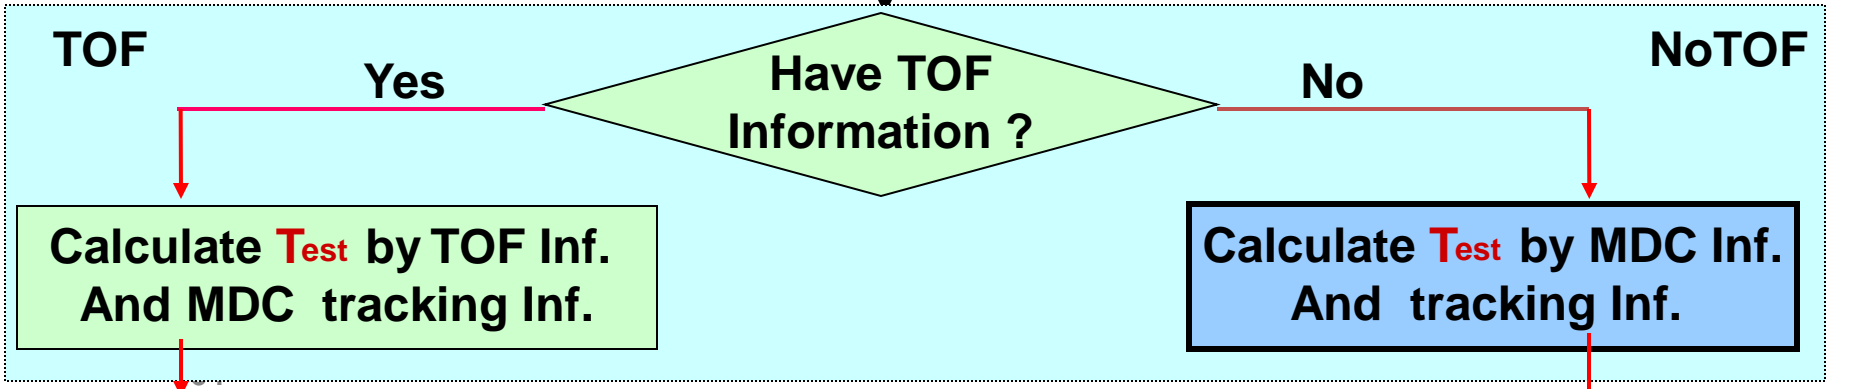 TOF
NoTOF
Yes
Have TOF
Information ?
No
Calculate Test by TOF Inf.
And MDC tracking Inf.
Calculate Test by MDC Inf.
And tracking Inf.